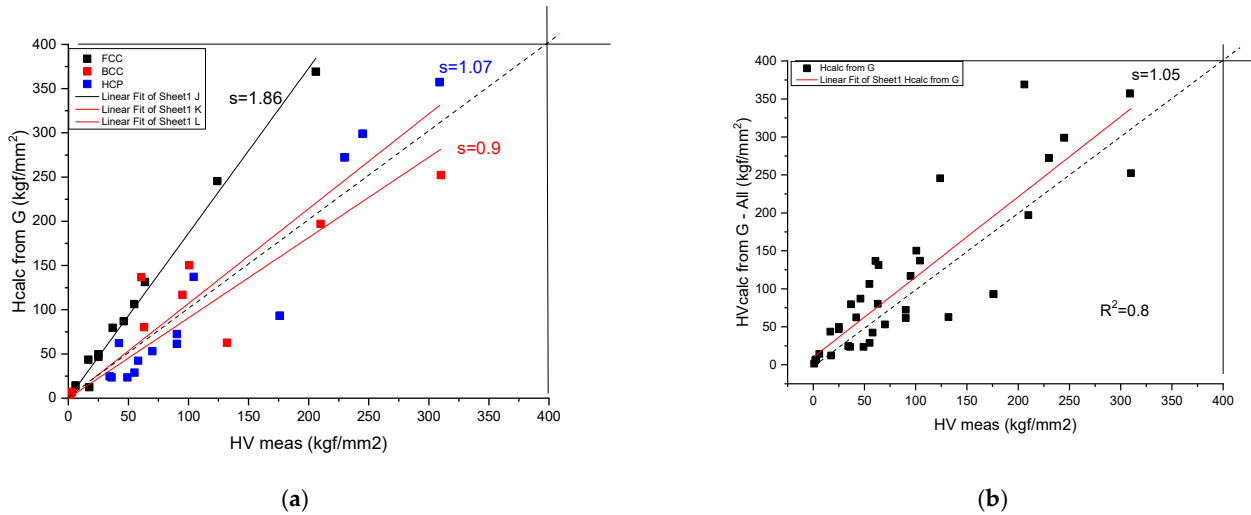 FCC
BCC
HCP
Linear Fit of Sheet1 J
Linear Fit of Sheet1 K
Linear Fit of Sheet1 L
s=1.86
s=1.07
s=0.9
Hcalc from G (kgf/mm²)
400
350
300
250
200
150
100
50
0
0 50 100 150 200 250 300 350 400
HV meas (kgf/mm2)
(a)
Hcalc from G
Linear Fit of Sheet1 Hcalc from G
s=1.05
R²=0.8
HVcalc from G - All (kgf/mm²)
400
350
300
250
200
150
100
50
0
0 50 100 150 200 250 300 350 400
HV meas (kgf/mm2)
(b)